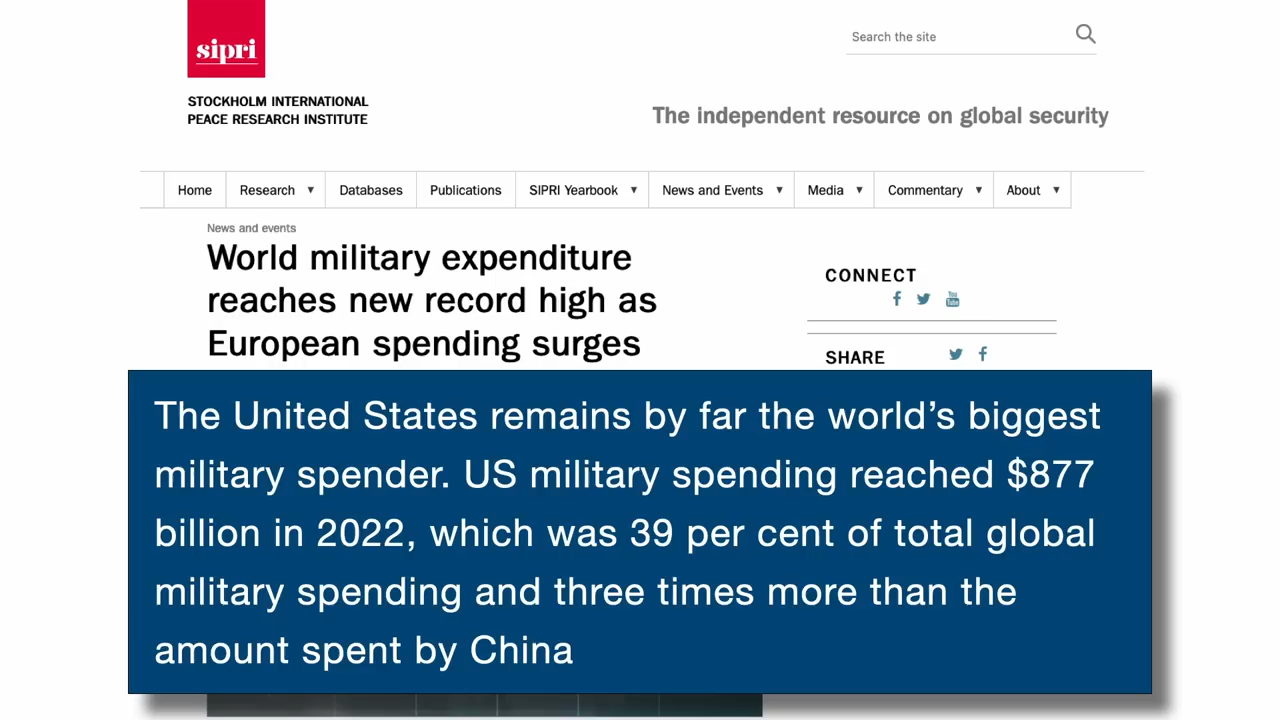 sipri
STOCKHOLM INTERNATIONAL
PEACE RESEARCH INSTITUTE
Search the site
The independent resource on global security
Home Research Databases Publications SIPRI Yearbook News and Events Media Commentary About
News and events
World military expenditure
reaches new record high as
European spending surges
CONNECT
You Tube
SHARE
The United States remains by far the world’s biggest
military spender. US military spending reached $877
billion in 2022, which was 39 per cent of total global
military spending and three times more than the
amount spent by China